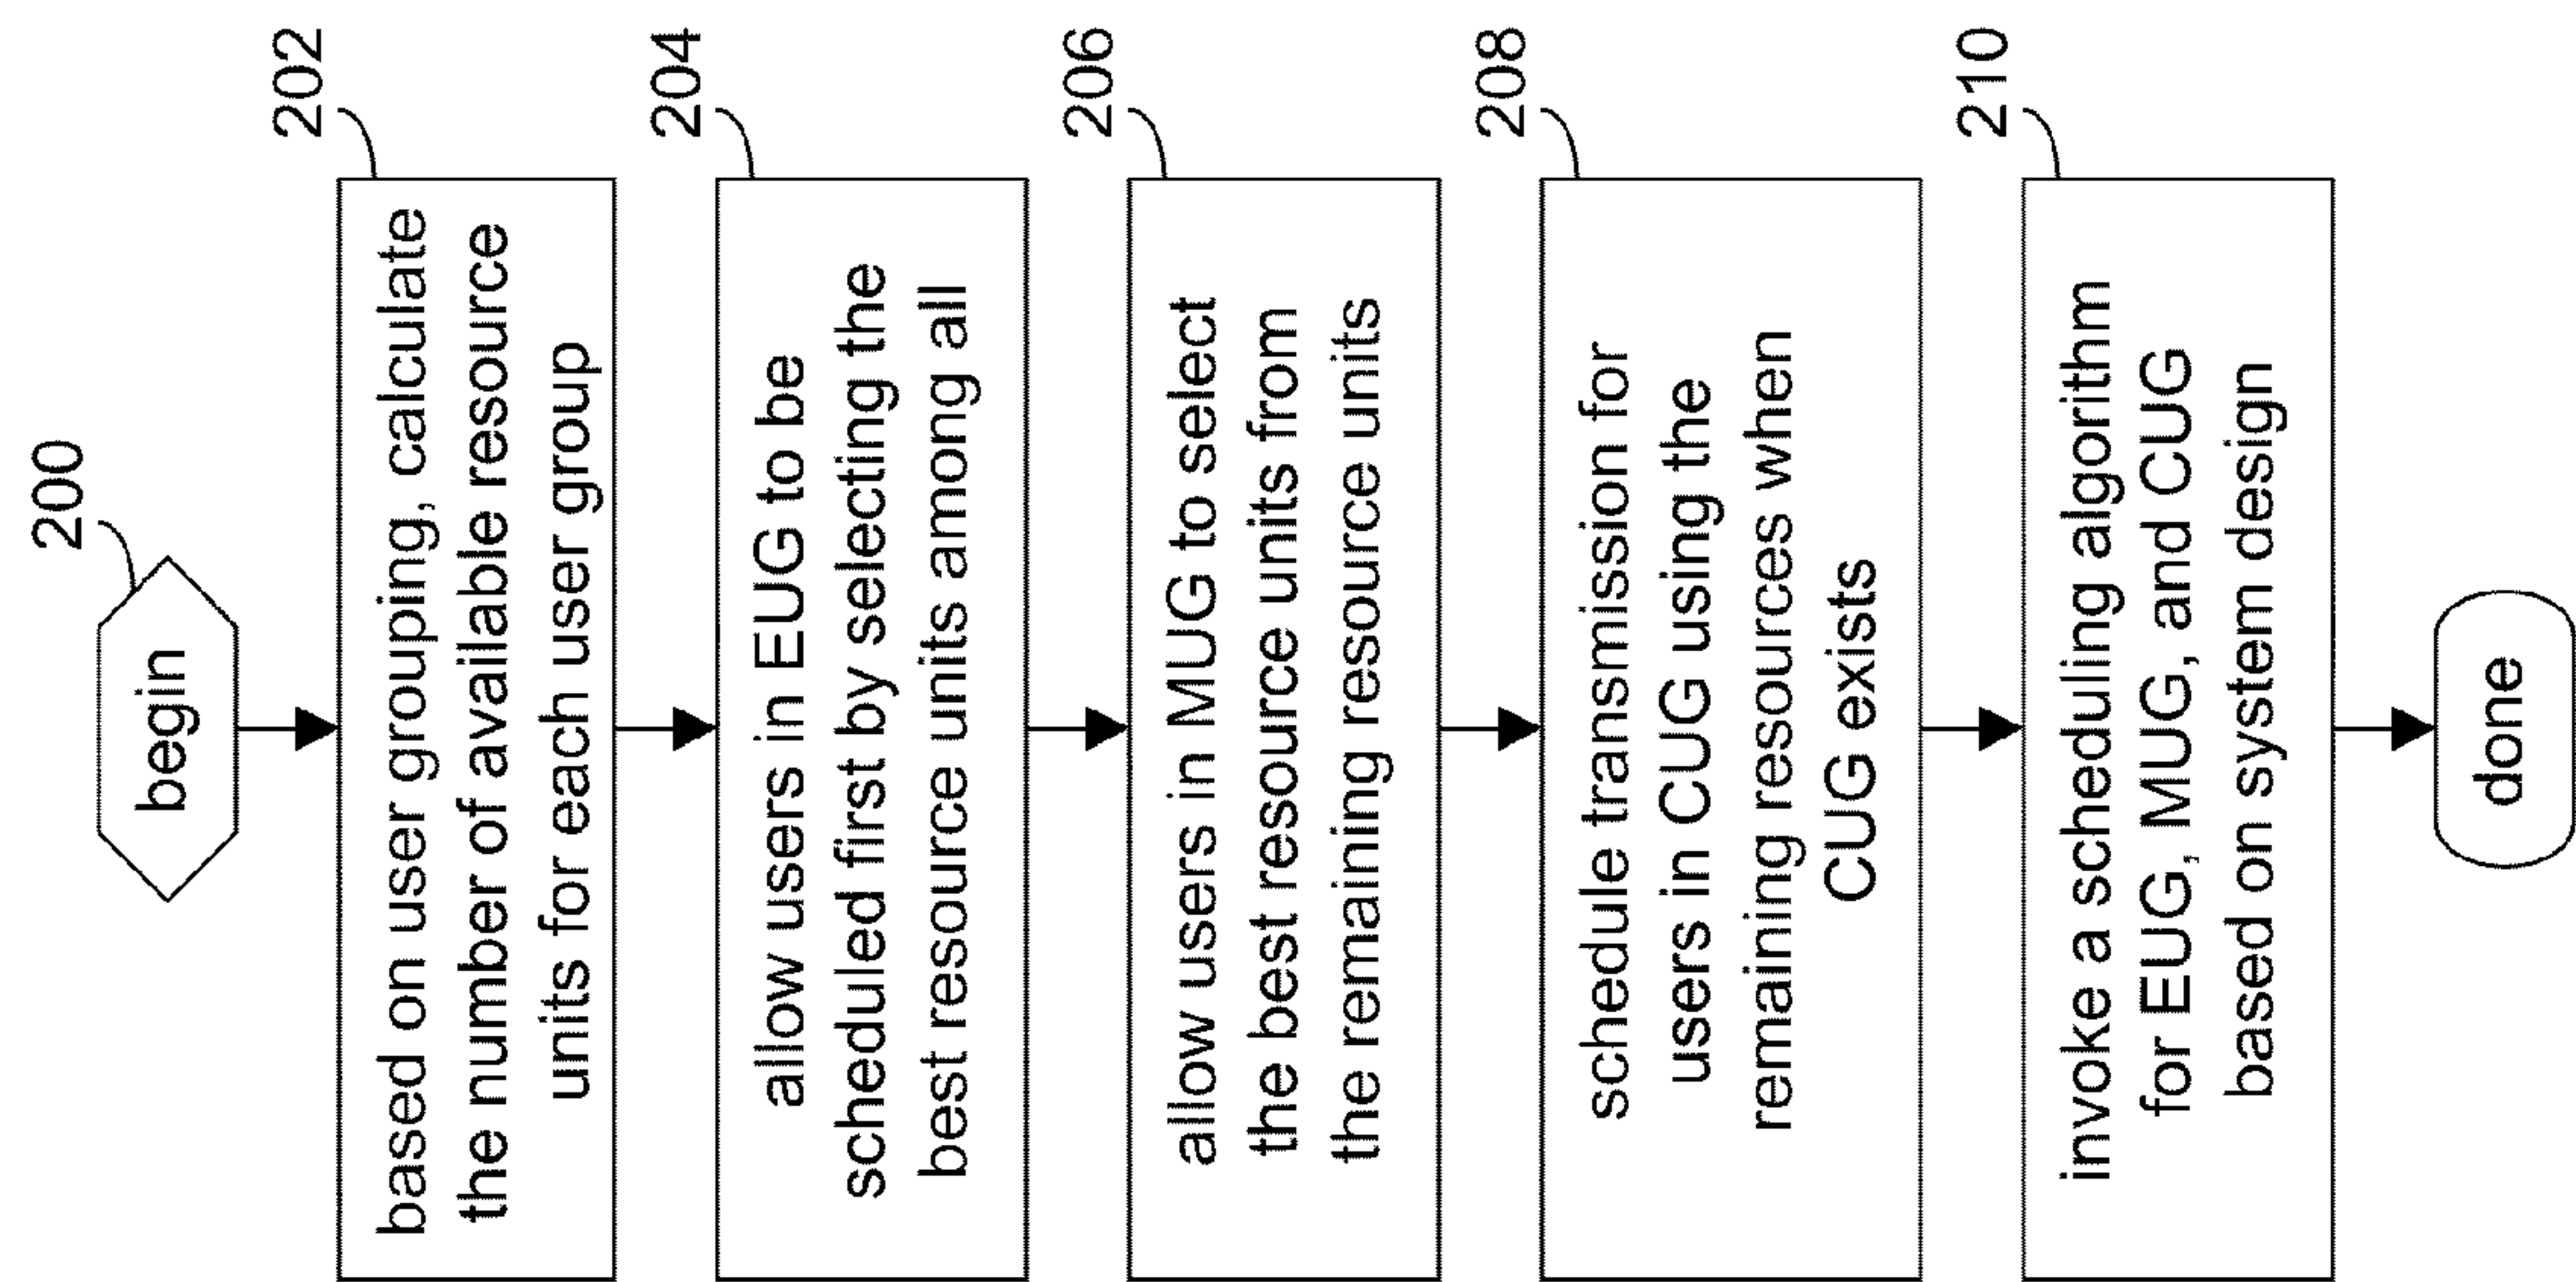 200
begin
202
based on user grouping, calculate
the number of available resource
units for each user group
204
allow users in EUG to be
scheduled first by selecting the
best resource units among all
206
allow users in MUG to select
the best resource units from
the remaining resource units
208
schedule transmission for
users in CUG using the
remaining resources when
CUG exists
210
invoke a scheduling algorithm
for EUG, MUG, and CUG
based on system design
done